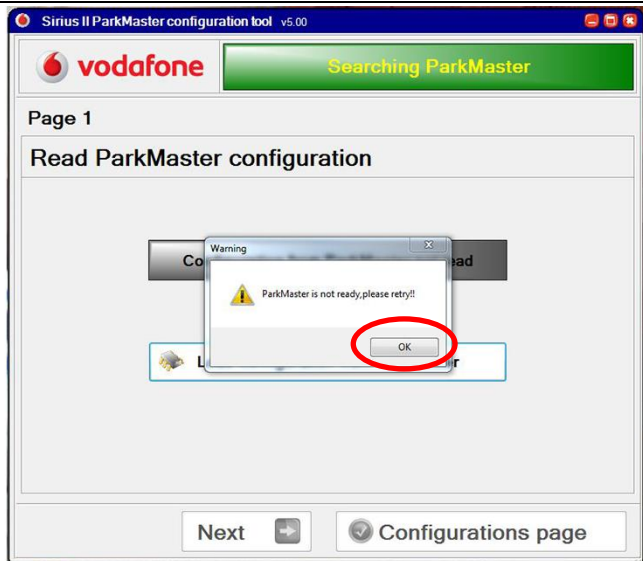 Sirius II ParkMaster configuration tool v5.00
vodafone
Searching ParkMaster
Page 1
Read ParkMaster configuration
Warning
ParkMaster is not ready,please retry!!
OK
Next
Configurations page